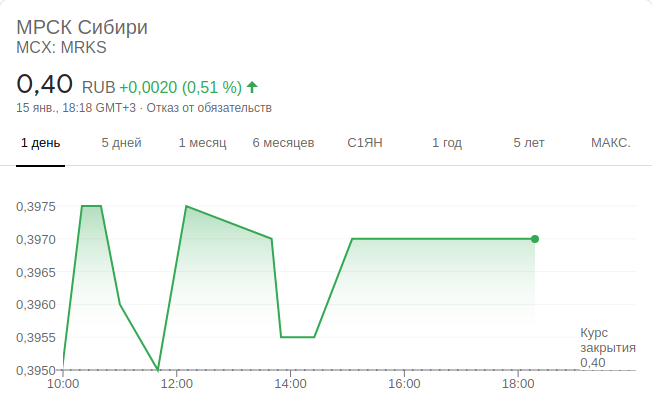 МРСК Сибири
MCX: MRKS
0,40 RUB +0,0020 (0,51 %)
15 янв., 18:18 GMT+3 · Отказ от обязательств
1 день 5 дней 1 месяц 6 месяцев С1ЯН 1 год 5 лет МАКС.
0,3975
0,3970
0,3965
0,3960
0,3955
0,3950
Курс
закрытия
0,40
10:00 12:00 14:00 16:00 18:00